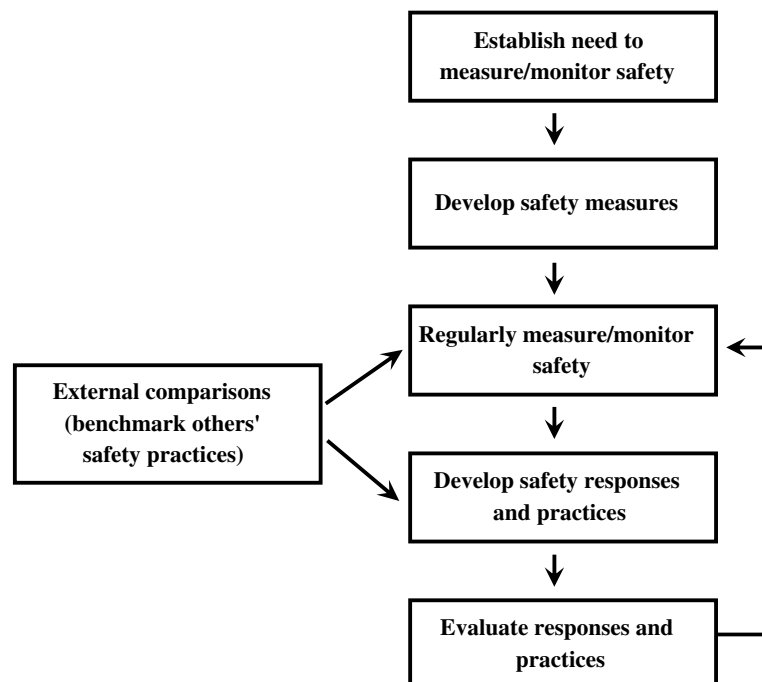 Establish need to
measure/monitor safety
Develop safety measures
Regularly measure/monitor
safety
External comparisons
(benchmark others'
safety practices)
Develop safety responses
and practices
Evaluate responses and
practices